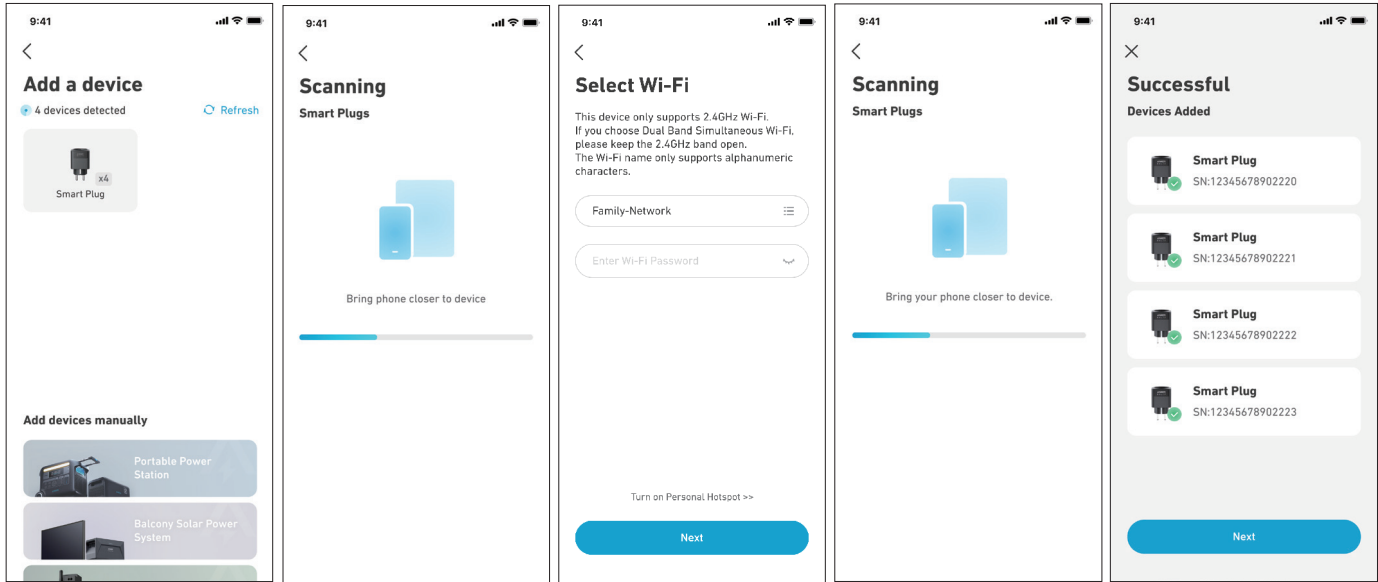 9:41
Add a device
4 devices detected
Refresh
x4
Smart Plug
Add devices manually
Portable Power
Station
Balcony Solar Power
System
9:41
Scanning
Smart Plugs
Bring phone closer to device
9:41
Select Wi-Fi
This device only supports 2.4GHz Wi-Fi.
If you choose Dual Band Simultaneous Wi-Fi,
please keep the 2.4GHz band open.
The Wi-Fi name only supports alphanumeric
characters.
Family-Network
Enter Wi-Fi Password
Turn on Personal Hotspot >>
Next
9:41
Scanning
Smart Plugs
Bring your phone closer to device.
9:41
Successful
Devices Added
Smart Plug
SN:12345678902220
Smart Plug
SN:12345678902221
Smart Plug
SN:12345678902222
Smart Plug
SN:12345678902223
Next